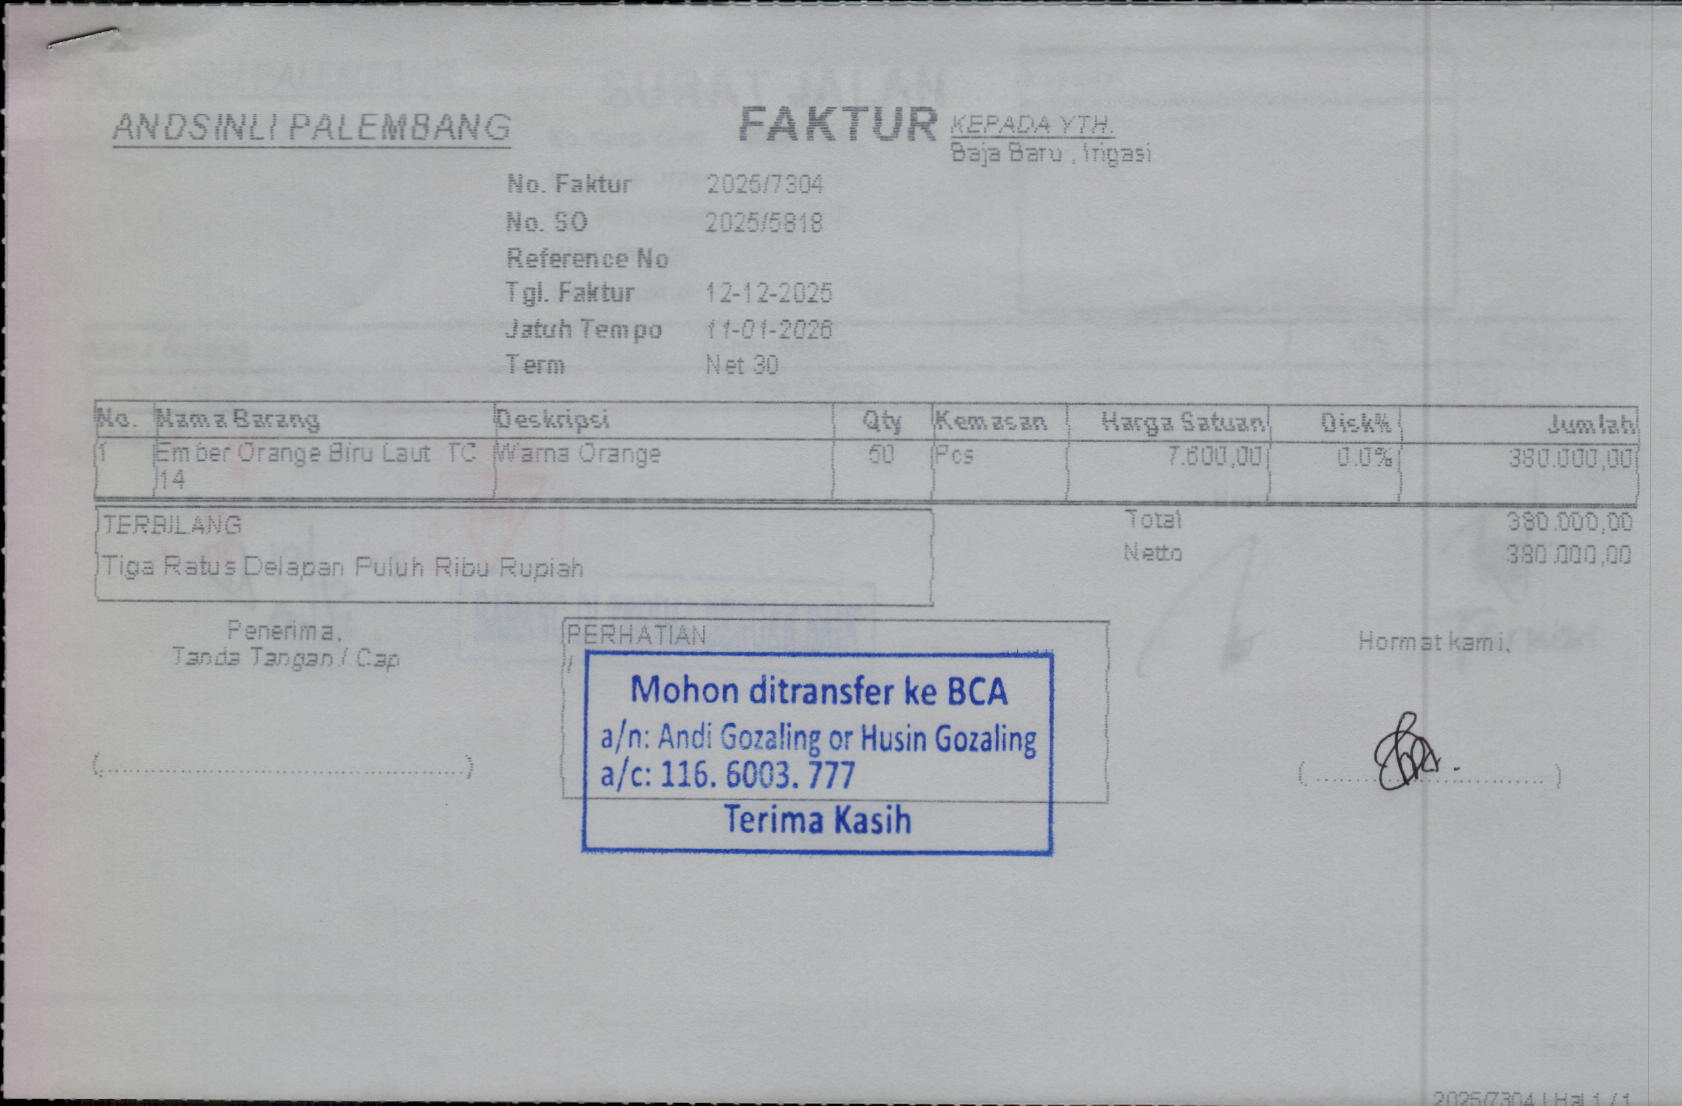 ANDSINLI PALEMBANG
FAKTUR
KEPADA YTH.
Baja Baru , Irigasi
No. Faktur 2025/7304
No. SO 2025/5818
Reference No
Tgl. Faktur 12-12-2025
Jatuh Tempo 11-01-2026
Term Net 30
No. Nama Barang Deskripsi Qty Kemasan Harga Satuan Disk% Jumlah
1 Ember Orange Biru Laut TC Warna Orange 50 Pcs 7.600,00 0.0% 380.000,00
14
TERBILANG
Total 380.000,00
Netto 380.000,00
Tiga Ratus Delapan Puluh Ribu Rupiah
Penerima,
Tanda Tangan / Cap
PERHATIAN
Hormat kami,
Mohon ditransfer ke BCA
a/n: Andi Gozaling or Husin Gozaling
a/c: 116. 6003. 777
Terima Kasih
(..........................................)
(..........................................)
2025/7304 | Hal 1 / 1